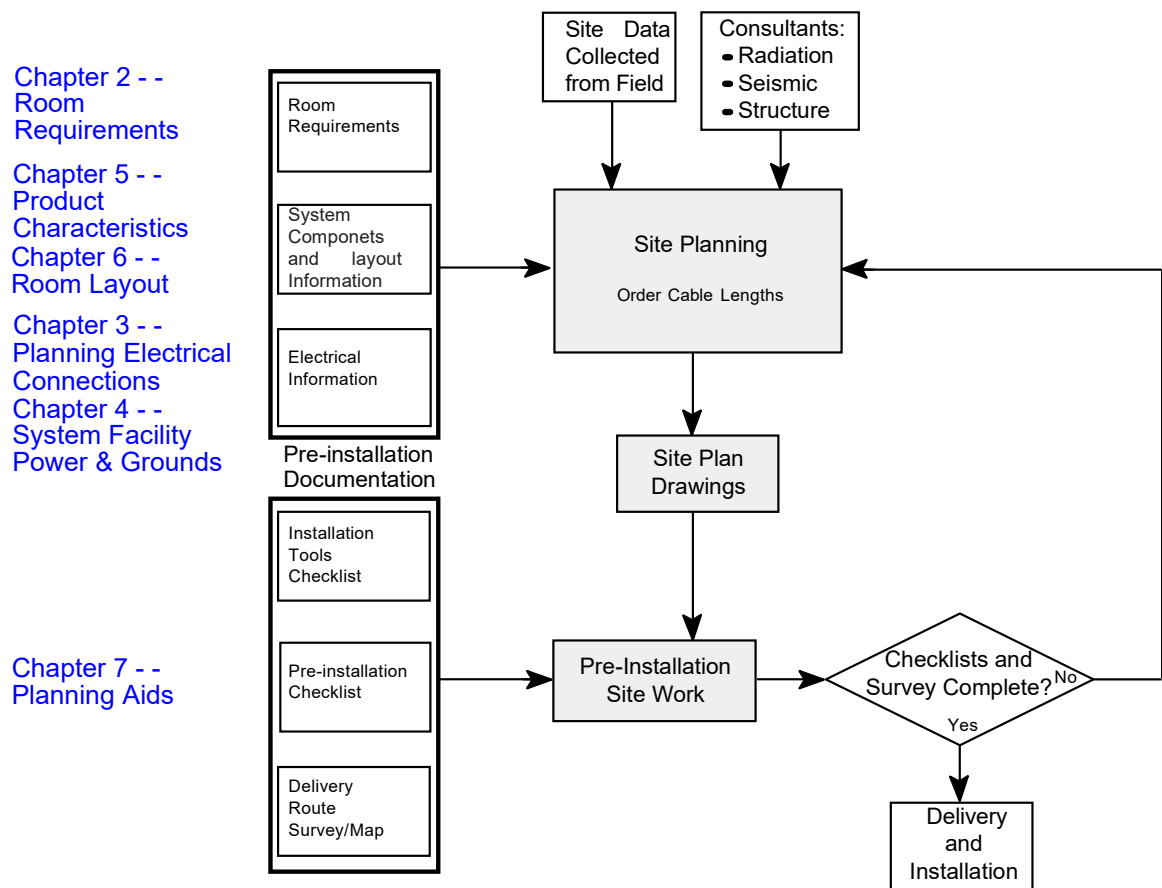 Chapter 2 - -
Room
Requirements
Chapter 5 - -
Product
Characteristics
Chapter 6 - -
Room Layout
Chapter 3 - -
Planning Electrical
Connections
Chapter 4 - -
System Facility
Power & Grounds
Chapter 7 - -
Planning Aids
Room
Requirements
System
Componets
and layout
Information
Electrical
Information
Pre-installation
Documentation
Installation
Tools
Checklist
Pre-installation
Checklist
Delivery
Route
Survey/Map
Site Data
Collected
from Field
Consultants:
- Radiation
- Seismic
- Structure
Site Planning
Order Cable Lengths
Site Plan
Drawings
Pre-Installation
Site Work
Checklists and
Survey Complete?
No
Yes
Delivery
and
Installation